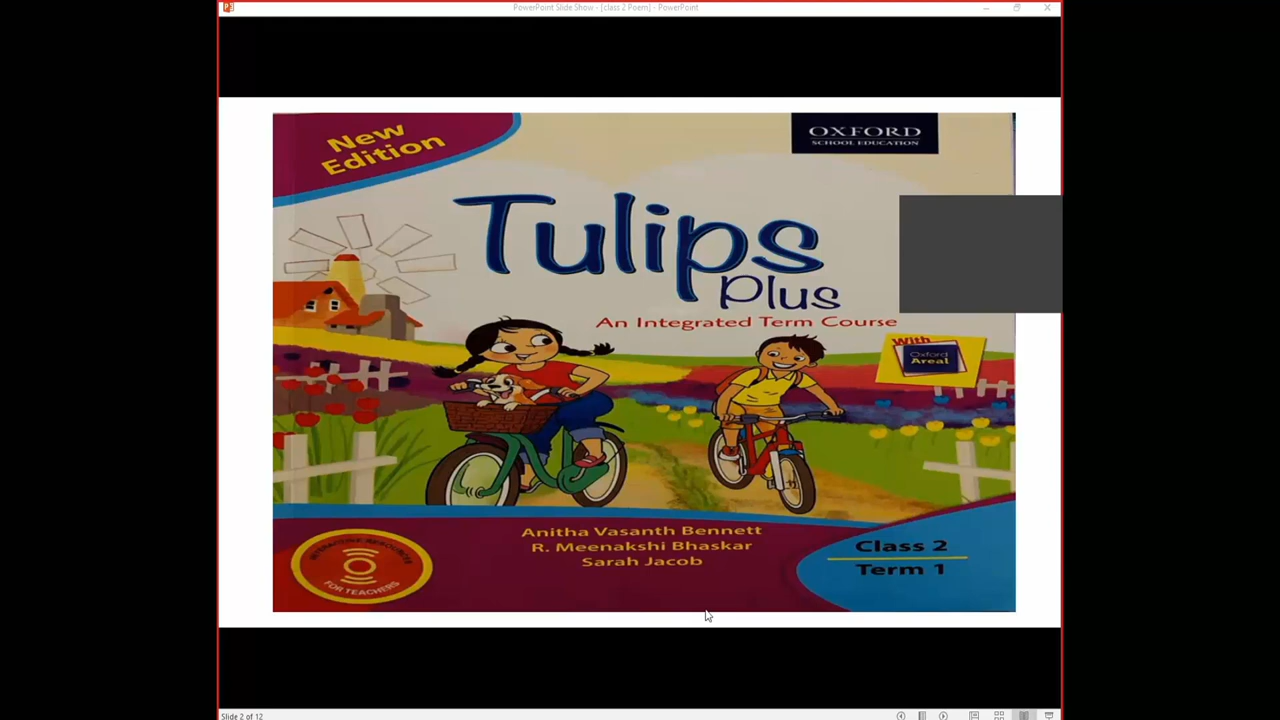 PowerPoint Slide Show - [class 2 Poem] - PowerPoint
New
Edition
OXFORD
SCHOOL EDUCATION
Tulips
Plus
An Integrated Term Course
With
Oxford
Areal
Anitha Vasanth Bennett
R. Meenakshi Bhaskar
Sarah Jacob
INTERACTIVE RESOURCES
FOR TEACHERS
Class 2
Term 1
Slide 2 of 12